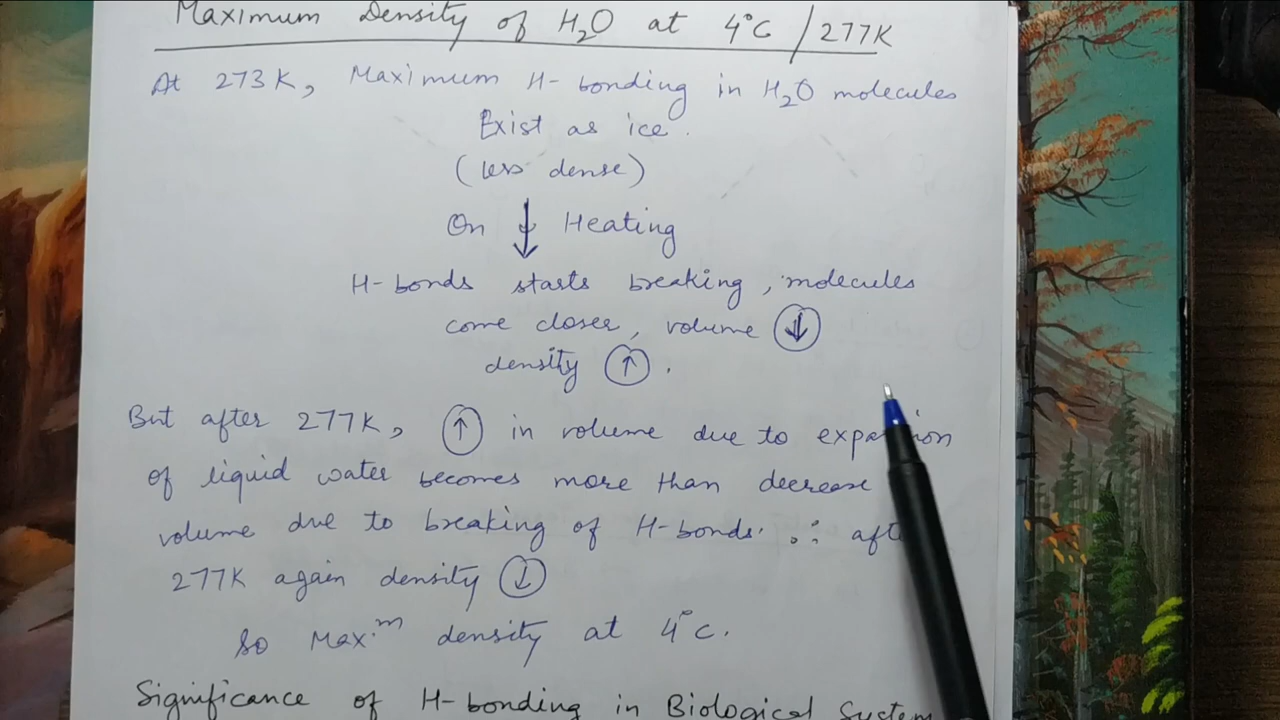 Maximum Density of H₂O at 4°C / 277K
At 273K, Maximum H-bonding in H₂O molecules
Exist as ice.
(less dense)
On ↓ Heating
H-bonds starts breaking, molecules
come closer, volume ↓
density ↑ .
But after 277K, ↑ in volume due to expansion
of liquid water becomes more than decrease
volume due to breaking of H-bonds. ∴
277K again density ↓
So Max.ᵐ density at 4°C.
Significance of H-bonding in Biological System